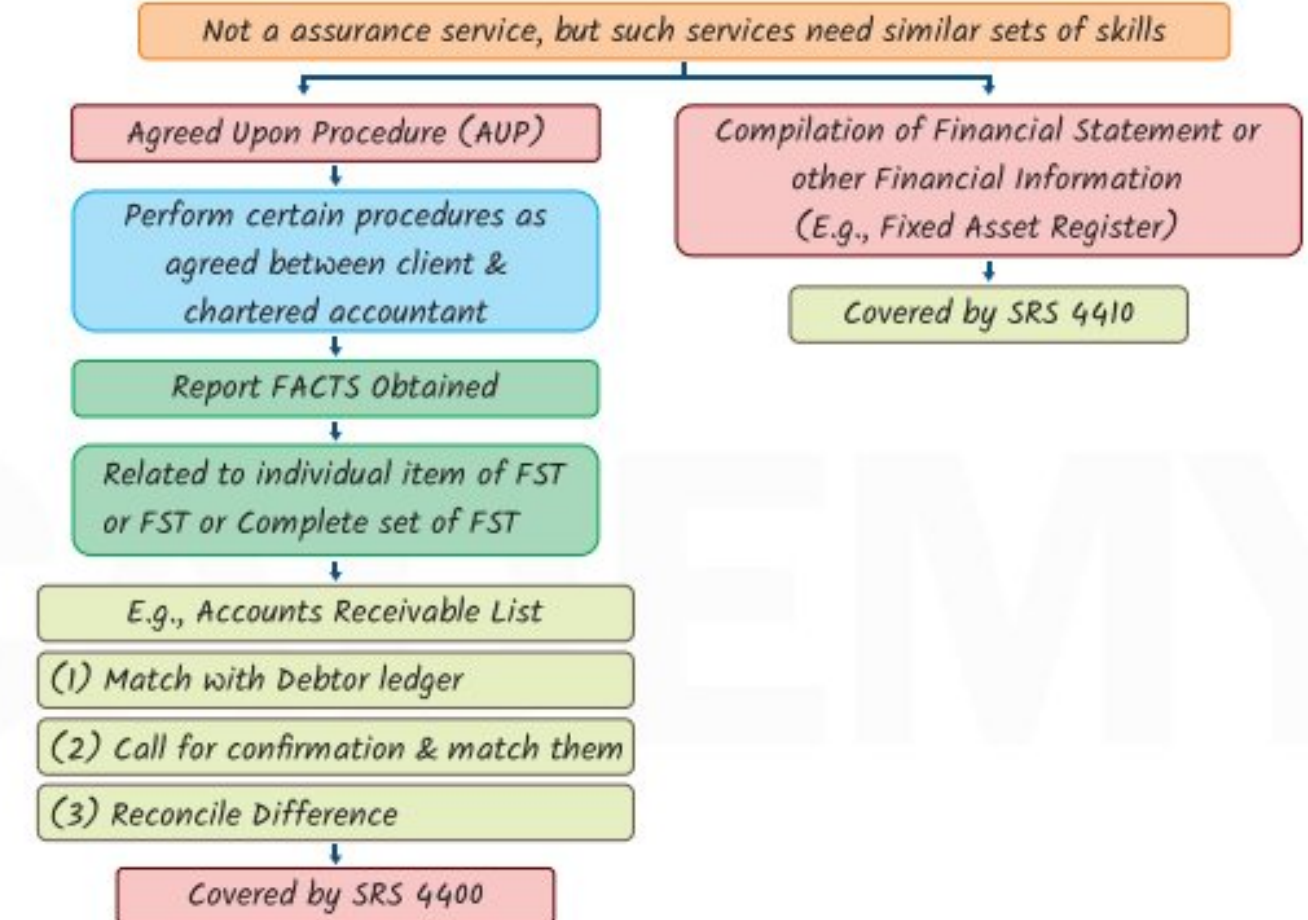 Not a assurance service, but such services need similar sets of skills
Agreed Upon Procedure (AUP)
Perform certain procedures as
agreed between client &
chartered accountant
Report FACTS Obtained
Related to individual item of FST
or FST or Complete set of FST
E.g., Accounts Receivable List
(1) Match with Debtor ledger
(2) Call for confirmation & match them
(3) Reconcile Difference
Covered by SRS 4400
Compilation of Financial Statement or
other Financial Information
(E.g., Fixed Asset Register)
Covered by SRS 4410